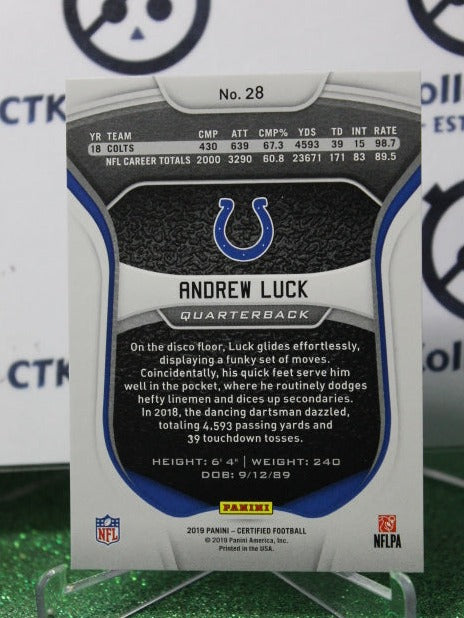 CTK
oll
- EST
No. 28
YR TEAM CMP ATT CMP% YDS TD INT RATE
18 COLTS 430 639 67.3 4593 39 15 98.7
NFL CAREER TOTALS 2000 3290 60.8 23671 171 83 89.5
ANDREW LUCK
QUARTERBACK
On the disco floor, Luck glides effortlessly,
displaying a funky set of moves.
Coincidentally, his quick feet serve him
well in the pocket, where he routinely dodges
hefty linemen and dices up secondaries.
In 2018, the dancing dartsman dazzled,
totaling 4,593 passing yards and
39 touchdown tosses.
HEIGHT: 6' 4" | WEIGHT: 240
DOB: 9/12/89
CTK
Coll
PANINI
NFL
2019 PANINI – CERTIFIED FOOTBALL
© 2019 Panini America, Inc.
Printed in the USA.
NFLPA